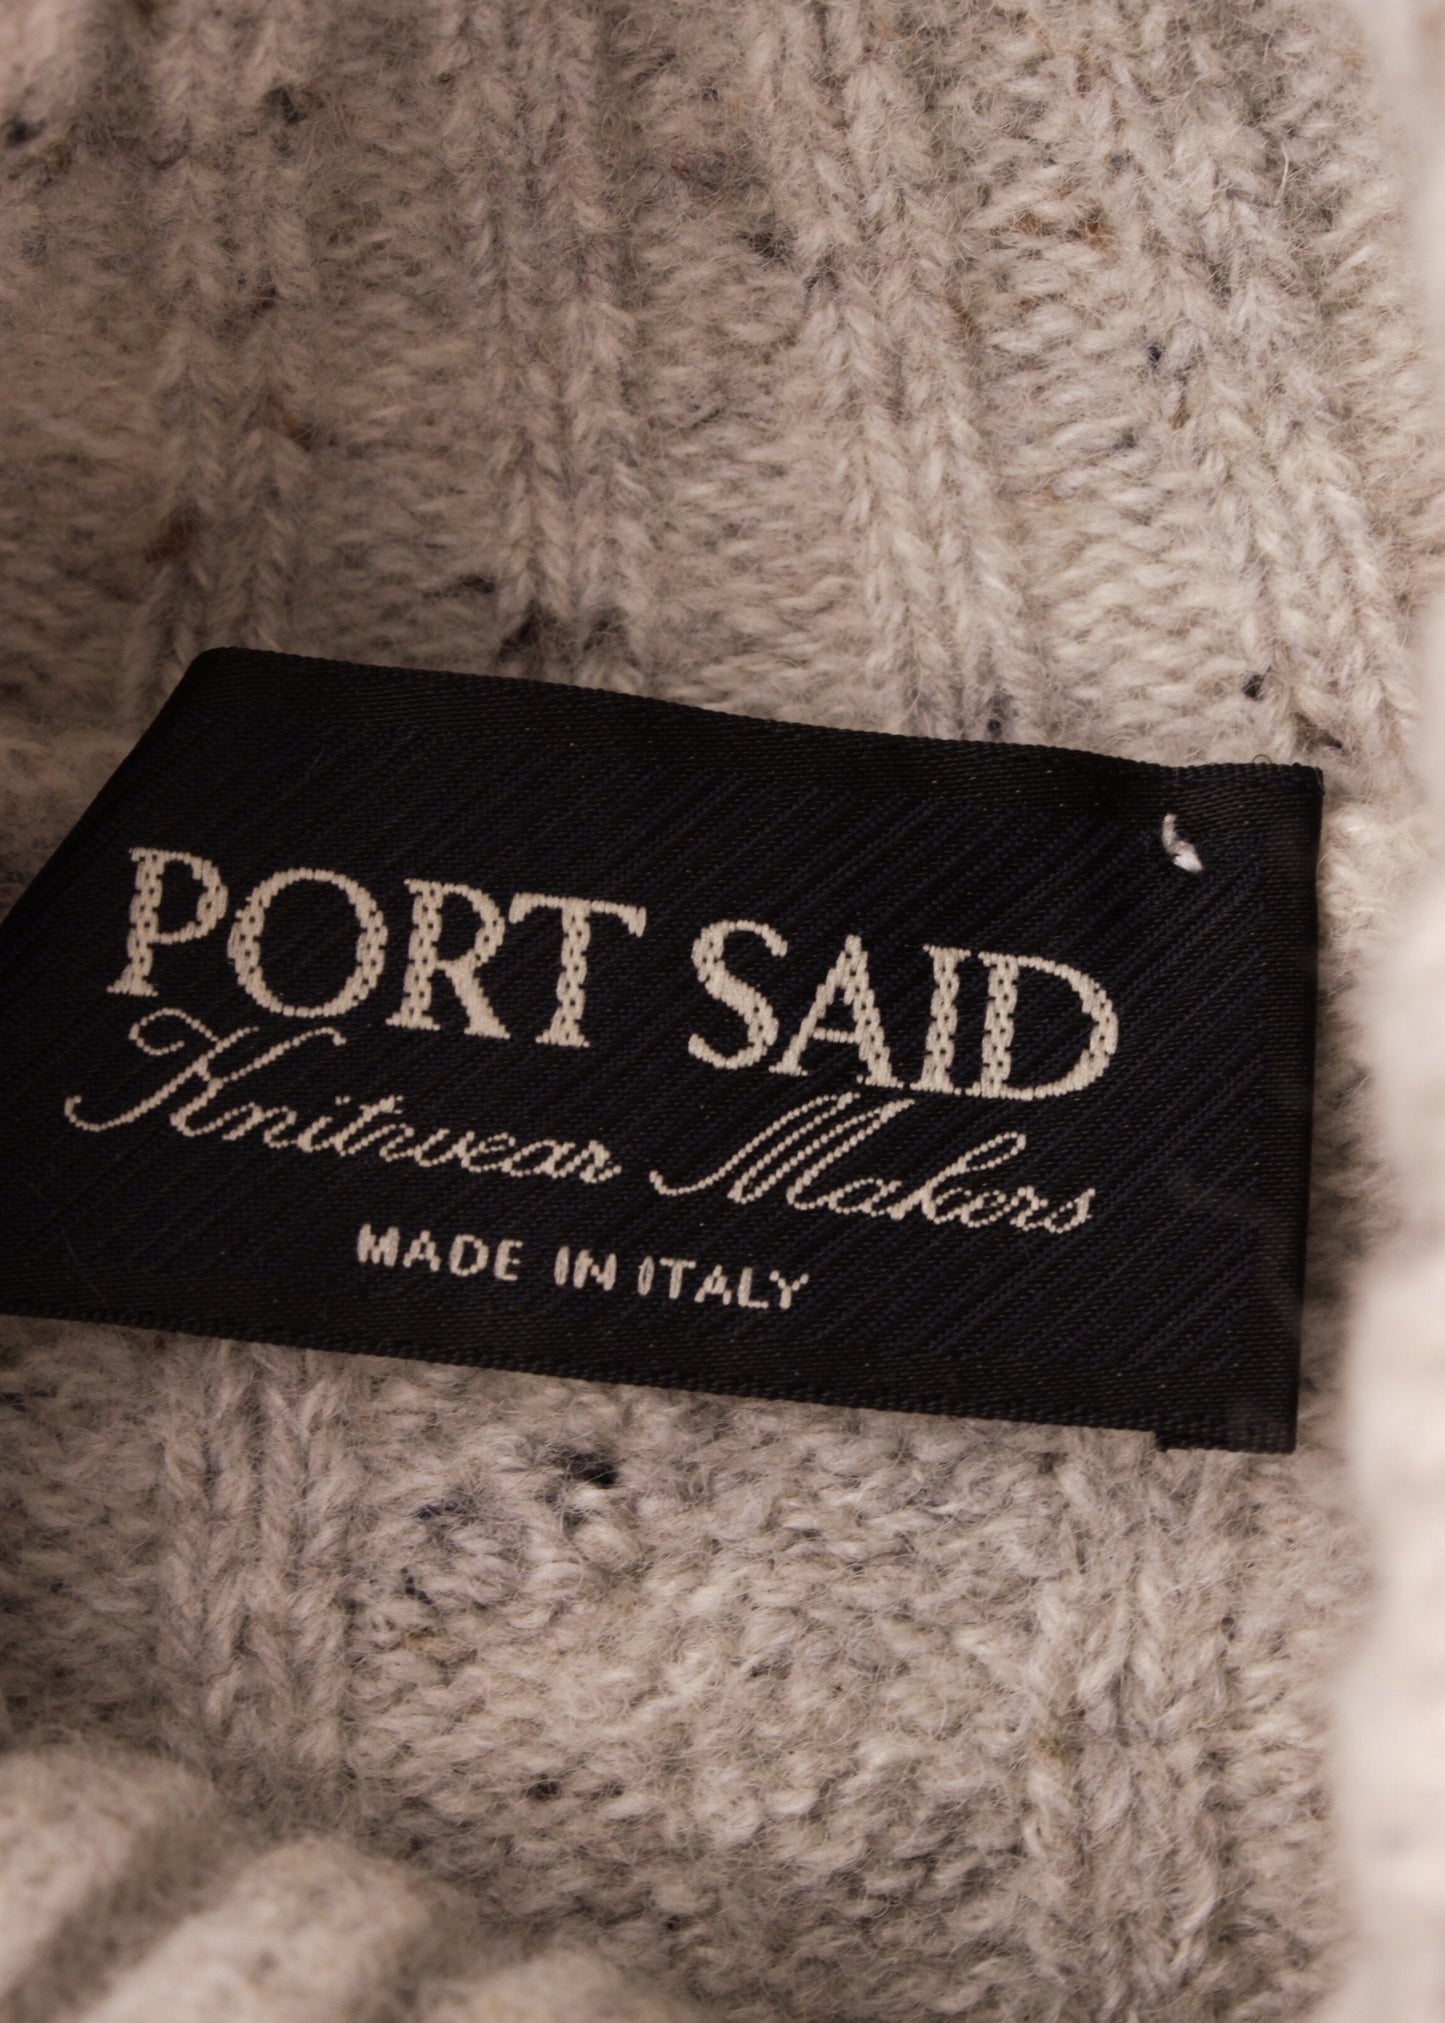 PORT SAID
Knitwear Makers
MADE IN ITALY